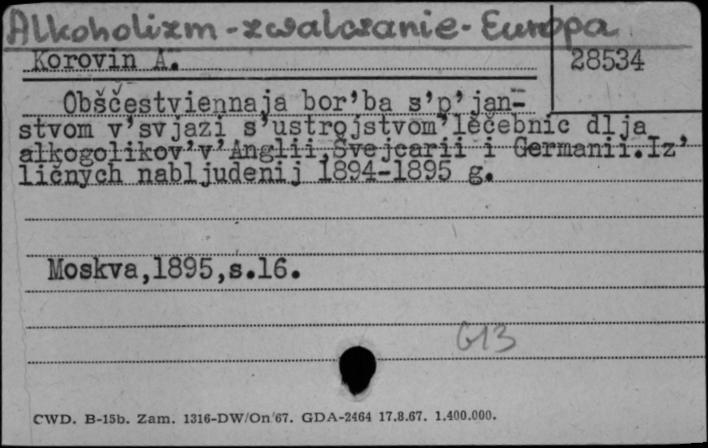 Alkoholizm - zwalczanie - Europa
Korovin A.
28534
Obščestviennaja bor'ba s'p'jan-
stvom v'svjazi s'ustrojstvom'lečebnic dlja
alkogolikov'v'Anglii,Švejcarii i Germanii.Iz'
ličnych nabljudenij 1894-1895 g.
Moskva,1895,s.16.
G13
CWD. B-15b. Zam. 1316-DW/On/67. GDA-2464 17.8.67. 1.400.000.